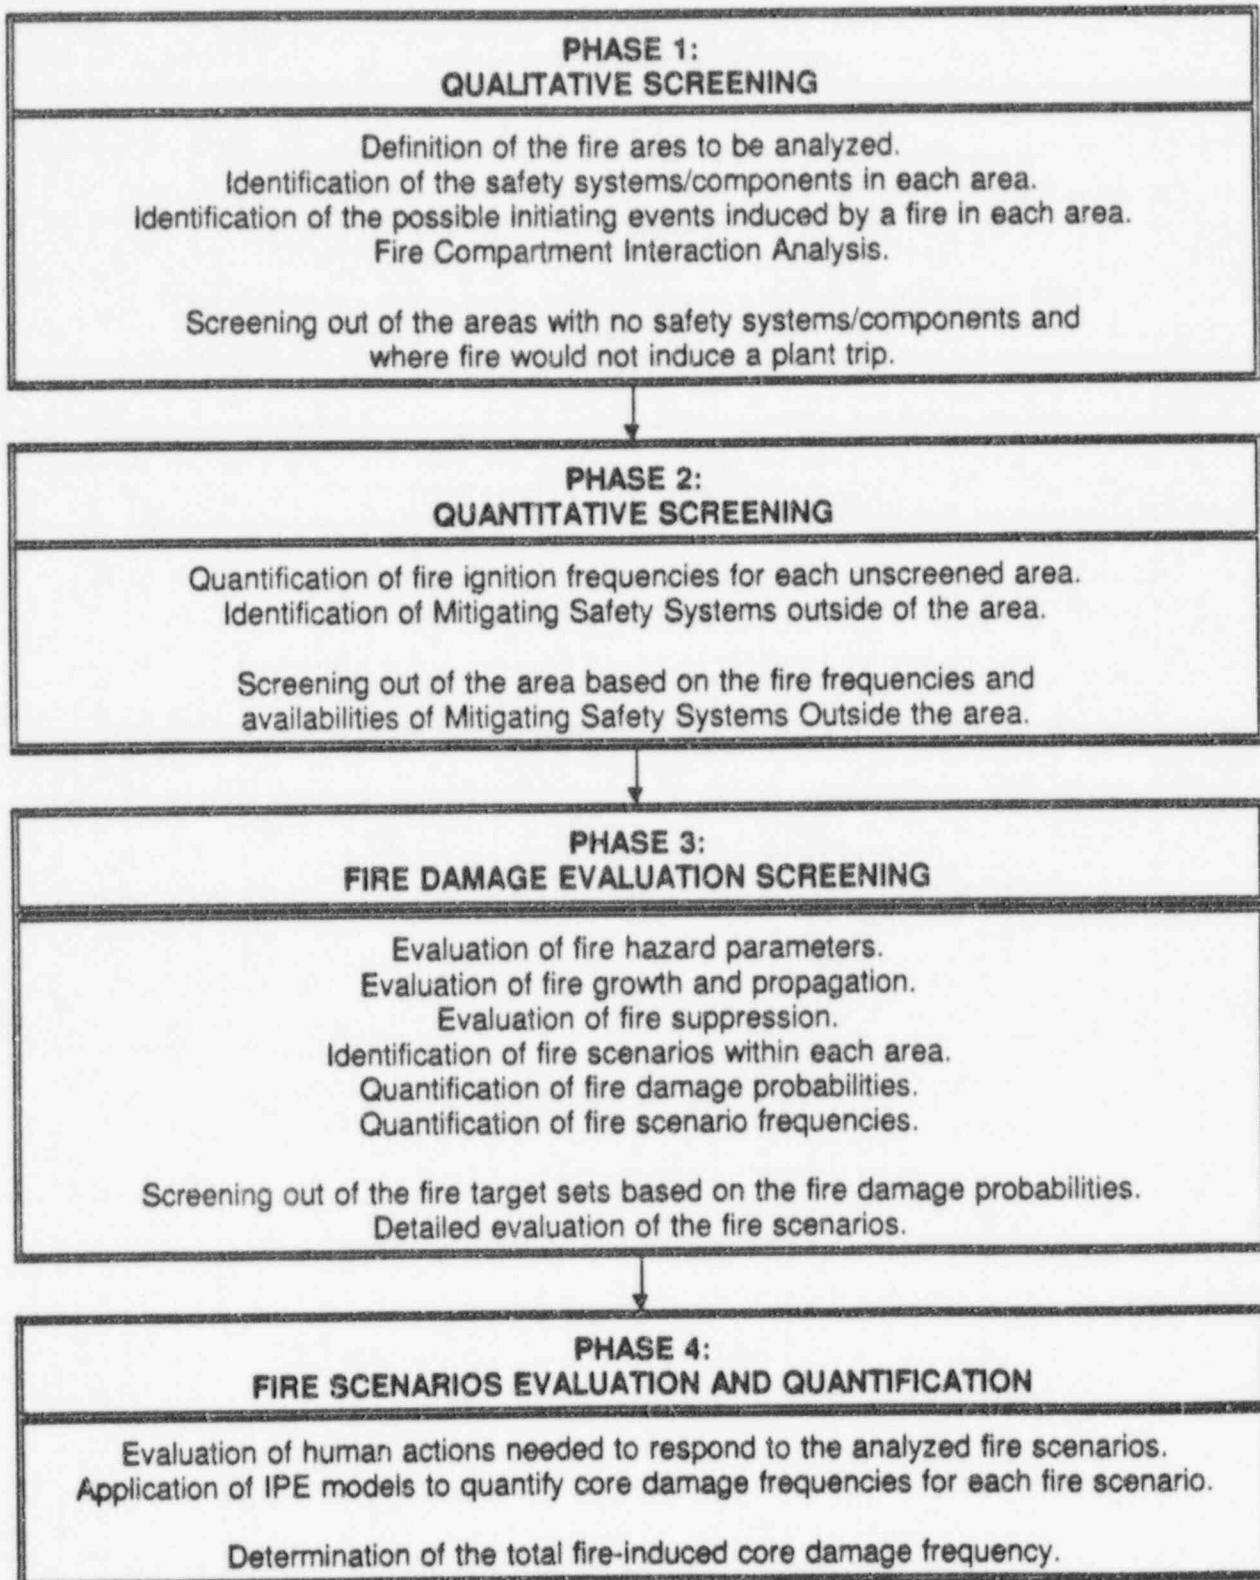 PHASE 1:
QUALITATIVE SCREENING
Definition of the fire ares to be analyzed.
Identification of the safety systems/components in each area.
Identification of the possible initiating events induced by a fire in each area.
Fire Compartment Interaction Analysis.
Screening out of the areas with no safety systems/components and
where fire would not induce a plant trip.
PHASE 2:
QUANTITATIVE SCREENING
Quantification of fire ignition frequencies for each unscreened area.
Identification of Mitigating Safety Systems outside of the area.
Screening out of the area based on the fire frequencies and
availabilities of Mitigating Safety Systems Outside the area.
PHASE 3:
FIRE DAMAGE EVALUATION SCREENING
Evaluation of fire hazard parameters.
Evaluation of fire growth and propagation.
Evaluation of fire suppression.
Identification of fire scenarios within each area.
Quantification of fire damage probabilities.
Quantification of fire scenario frequencies.
Screening out of the fire target sets based on the fire damage probabilities.
Detailed evaluation of the fire scenarios.
PHASE 4:
FIRE SCENARIOS EVALUATION AND QUANTIFICATION
Evaluation of human actions needed to respond to the analyzed fire scenarios.
Application of IPE models to quantify core damage frequencies for each fire scenario.
Determination of the total fire-induced core damage frequency.